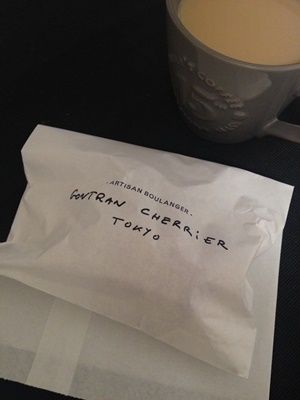 -ARTISAN BOULANGER-
GONTRAN CHERRiER
TOKYO